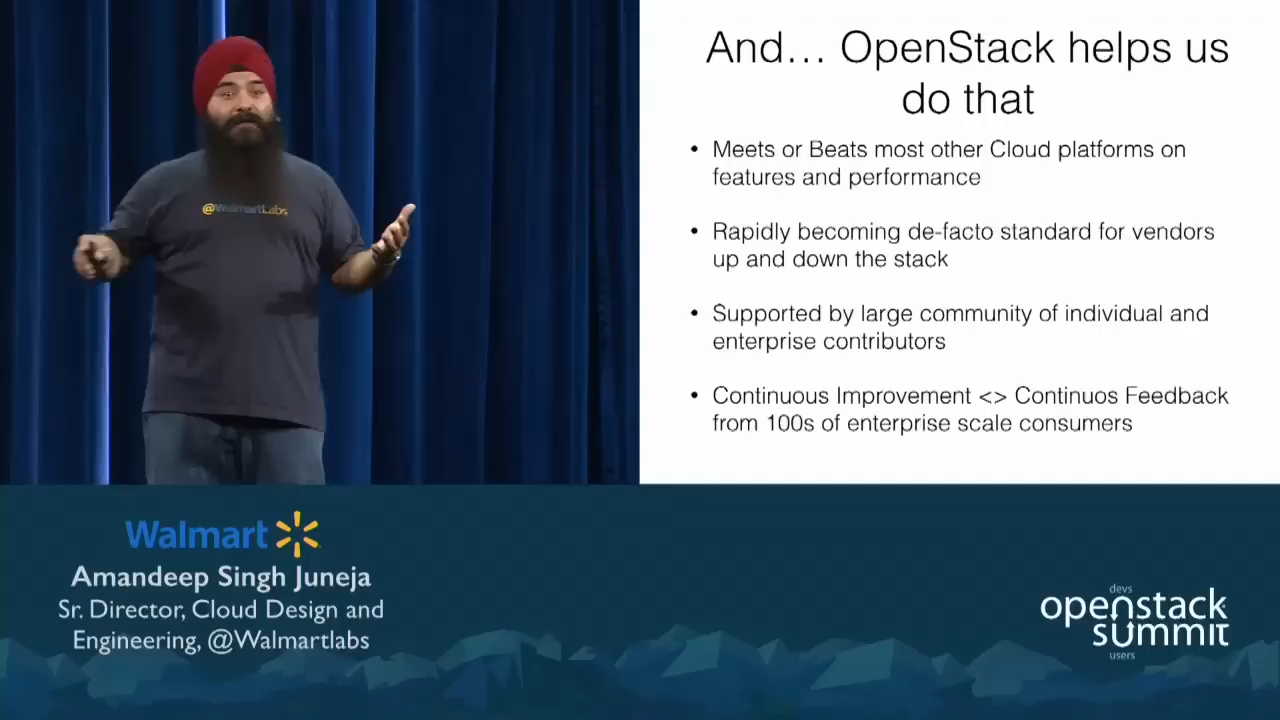 @WalmartLabs
And... OpenStack helps us
do that
• Meets or Beats most other Cloud platforms on
features and performance
• Rapidly becoming de-facto standard for vendors
up and down the stack
• Supported by large community of individual and
enterprise contributors
• Continuous Improvement <> Continuos Feedback
from 100s of enterprise scale consumers
Walmart
Amandeep Singh Juneja
Sr. Director, Cloud Design and
Engineering, @Walmartlabs
devs
openstack
summit
users